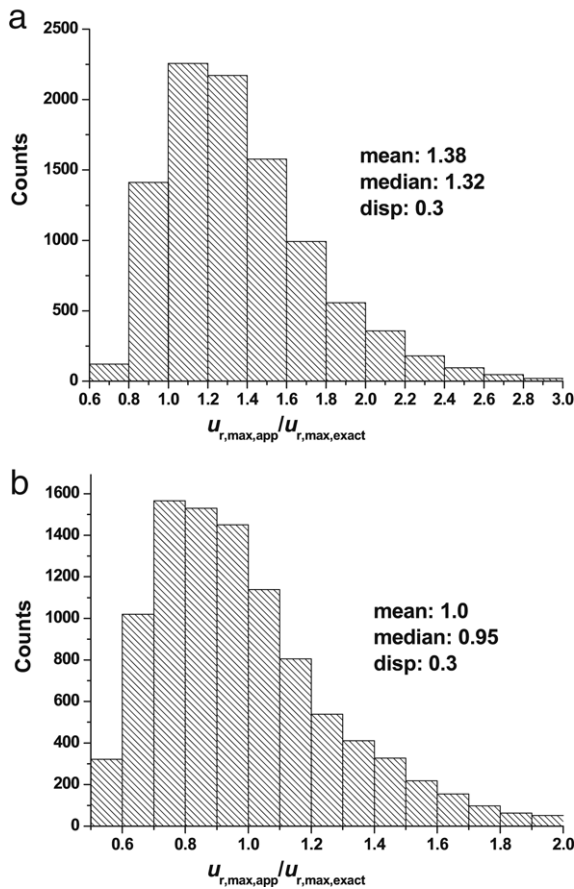 a
2500
2000
1500
1000
500
0
Counts
mean: 1.38
median: 1.32
disp: 0.3
0.6 0.8 1.0 1.2 1.4 1.6 1.8 2.0 2.2 2.4 2.6 2.8 3.0
u r,max,app/u r,max,exact
b
1600
1400
1200
1000
800
600
400
200
0
Counts
mean: 1.0
median: 0.95
disp: 0.3
0.6 0.8 1.0 1.2 1.4 1.6 1.8 2.0
u r,max,app/u r,max,exact